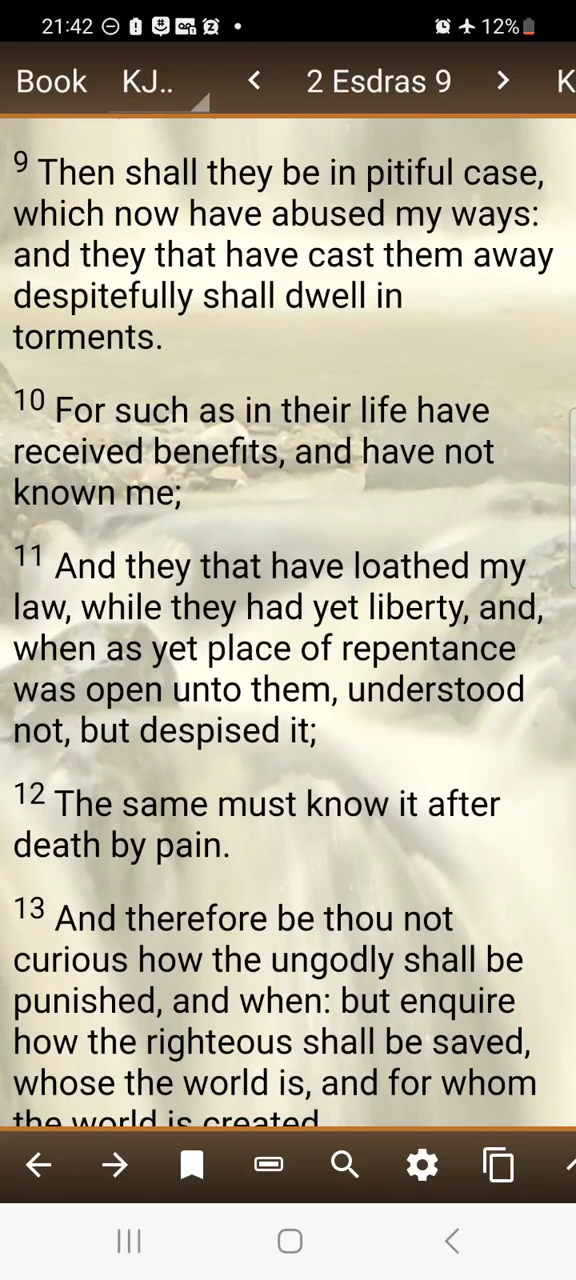 21:42 12%
Book KJ.. < 2 Esdras 9 > K
9 Then shall they be in pitiful case,
which now have abused my ways:
and they that have cast them away
despitefully shall dwell in
torments.
10 For such as in their life have
received benefits, and have not
known me;
11 And they that have loathed my
law, while they had yet liberty, and,
when as yet place of repentance
was open unto them, understood
not, but despised it;
12 The same must know it after
death by pain.
13 And therefore be thou not
curious how the ungodly shall be
punished, and when: but enquire
how the righteous shall be saved,
whose the world is, and for whom
the world is created